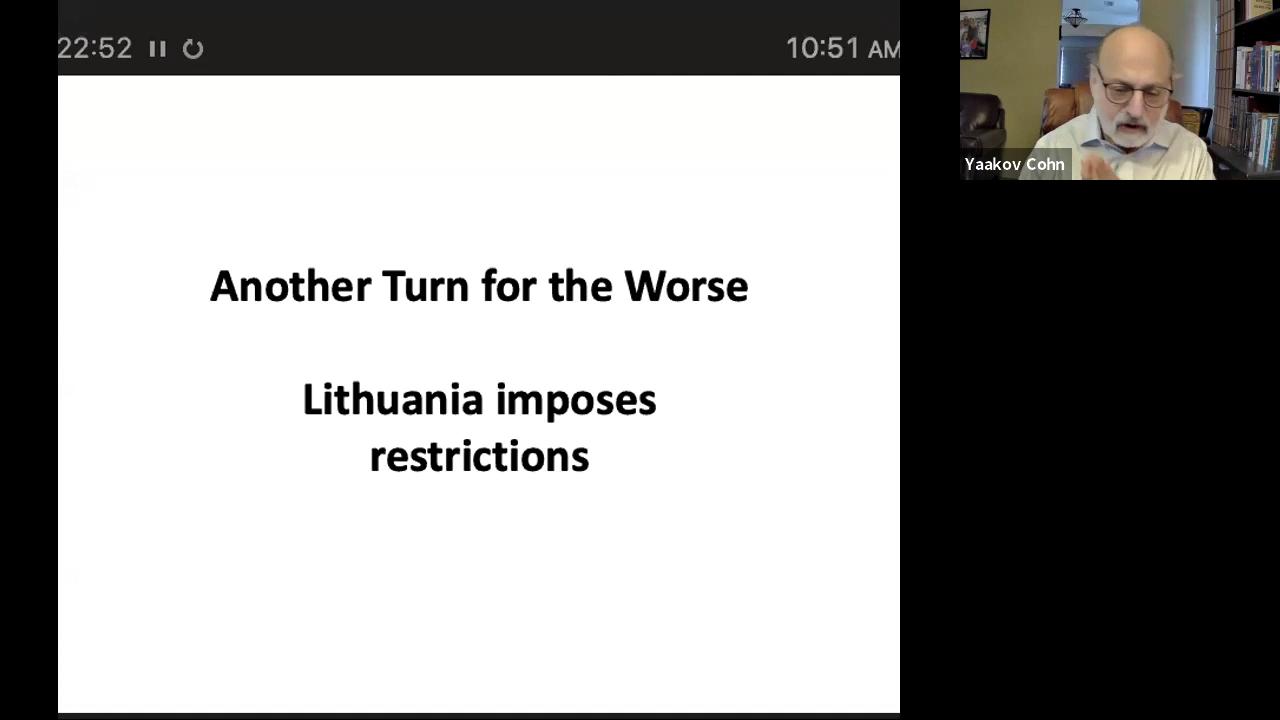 22:52
10:51 AM
Yaakov Cohn
Another Turn for the Worse
Lithuania imposes
restrictions